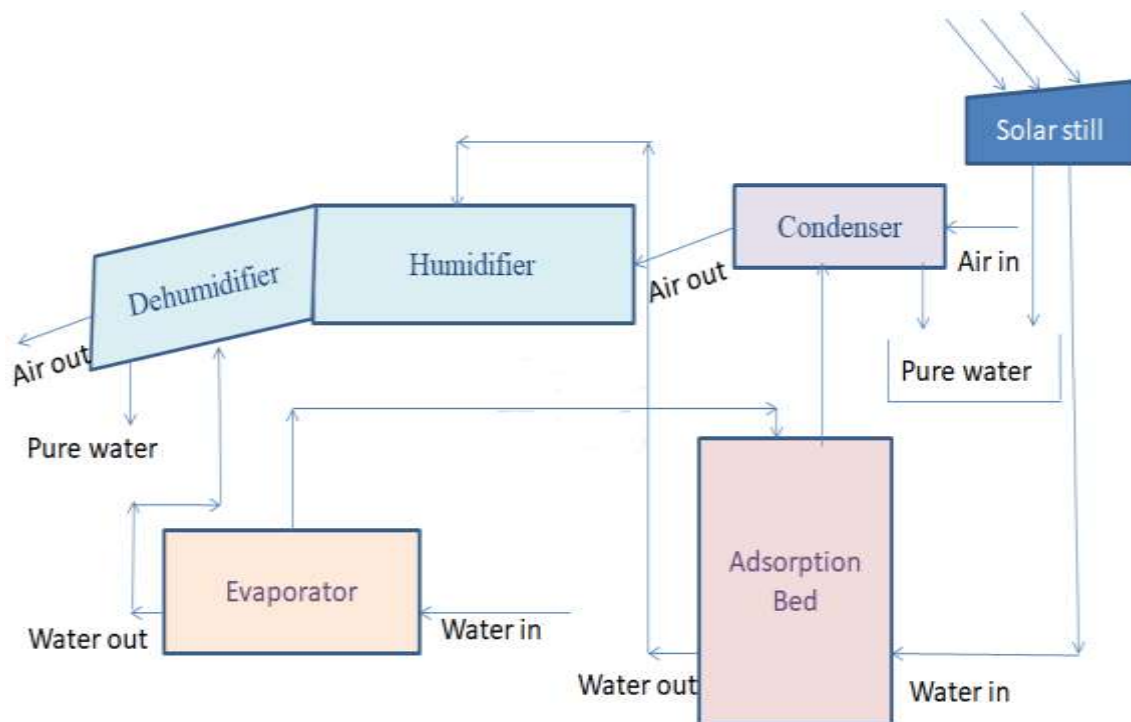 Solar still
Condenser
Air in
Humidifier
Air out
Dehumidifier
Air out
Pure water
Pure water
Evaporator
Water in
Water out
Adsorption
Bed
Water out
Water in